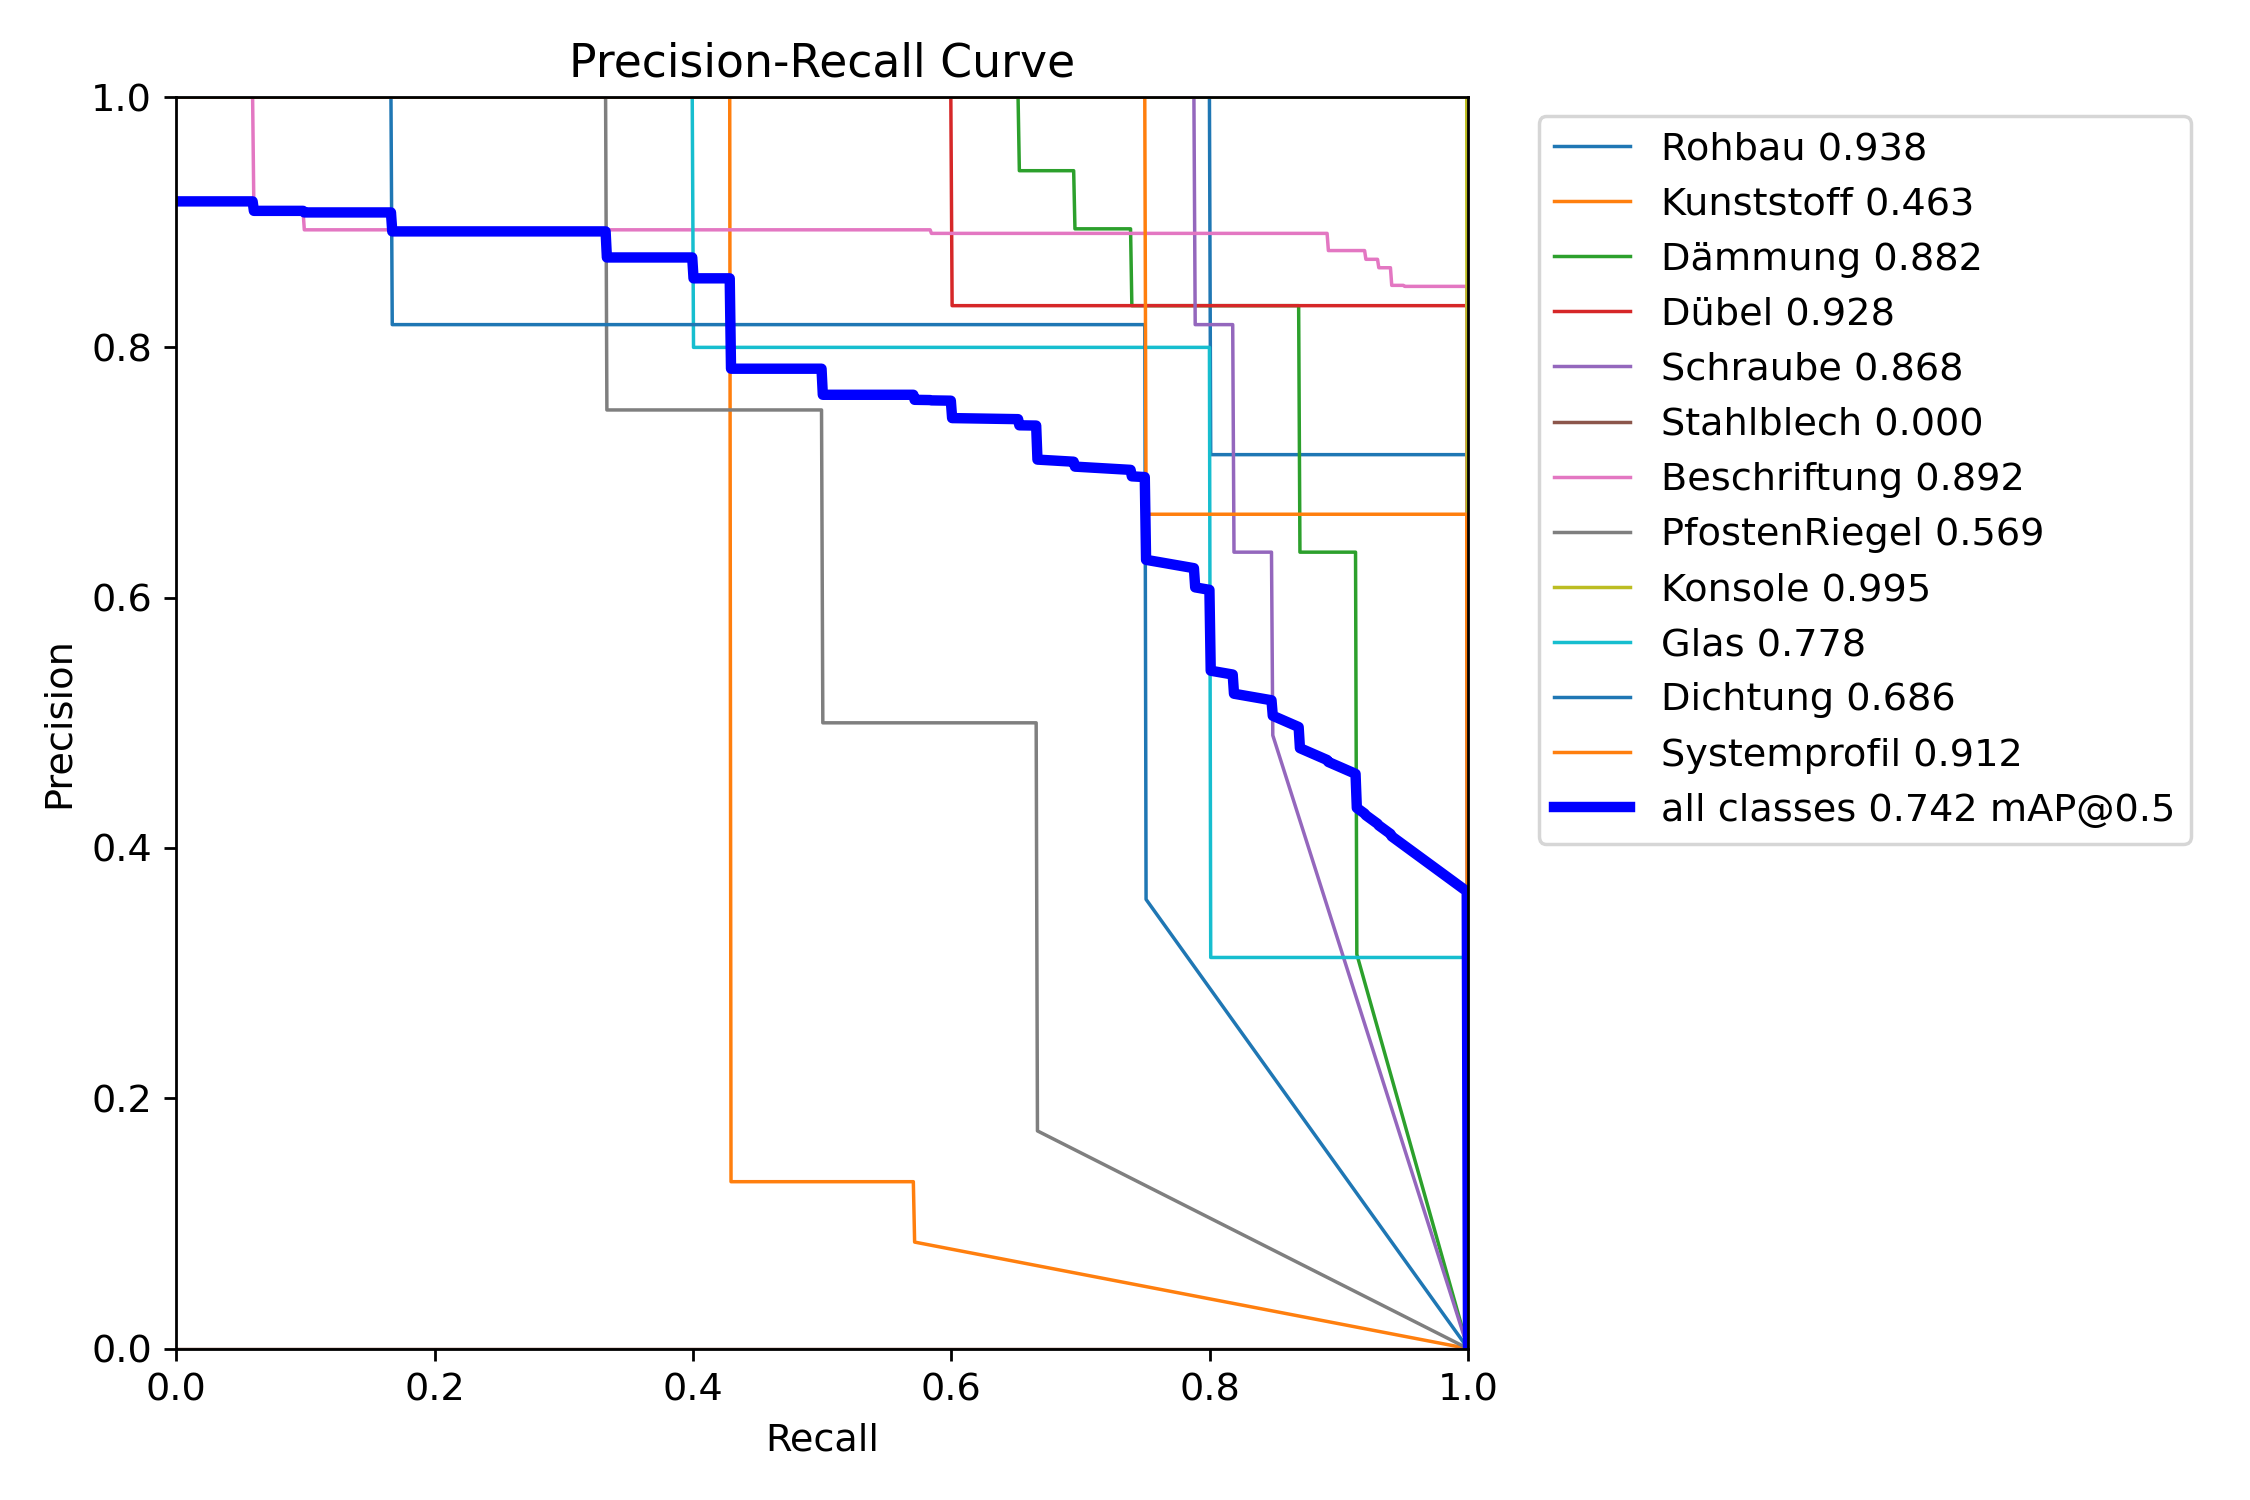 Precision-Recall Curve
1.0
0.8
0.6
0.4
0.2
0.0
Precision
0.0 0.2 0.4 0.6 0.8 1.0
Recall
Rohbau 0.938
Kunststoff 0.463
Dämmung 0.882
Dübel 0.928
Schraube 0.868
Stahlblech 0.000
Beschriftung 0.892
PfostenRiegel 0.569
Konsole 0.995
Glas 0.778
Dichtung 0.686
Systemprofil 0.912
all classes 0.742 mAP@0.5